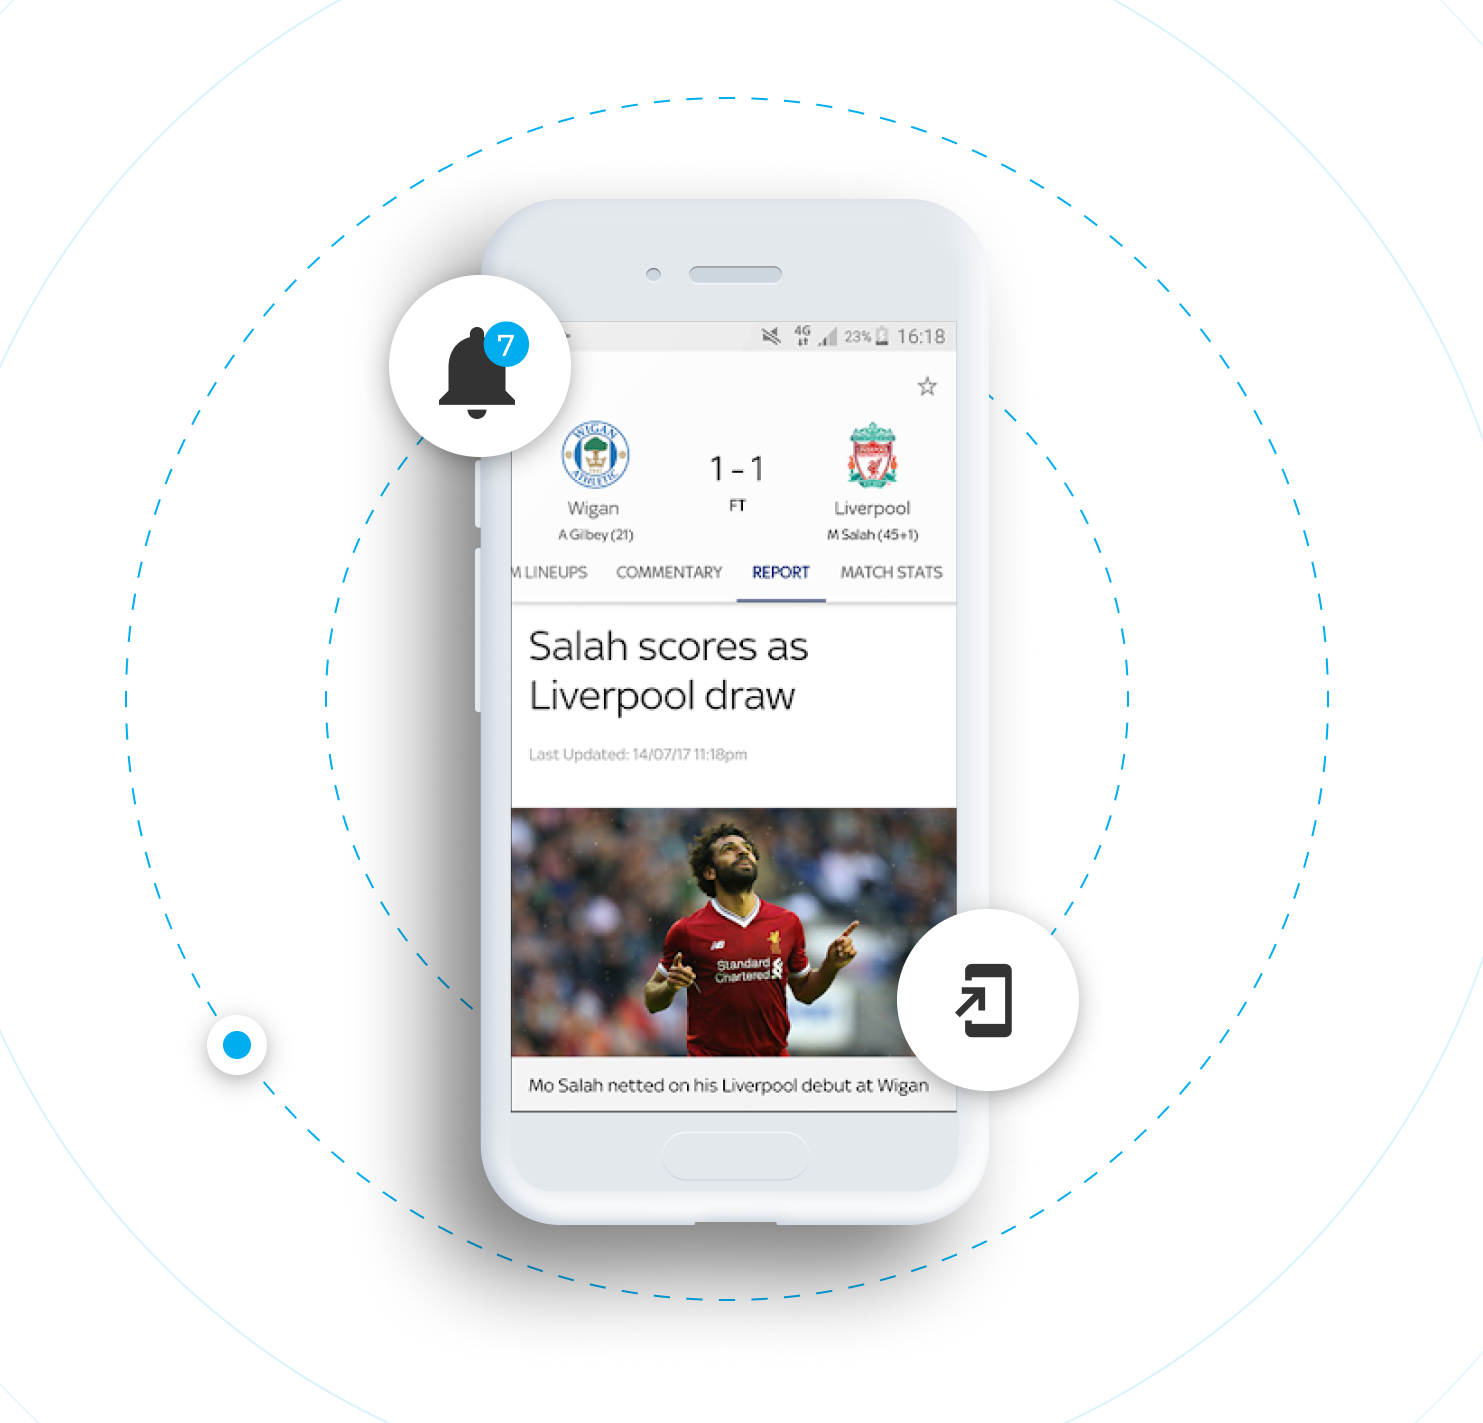 7
4G
23%
16:18
WIGAN
ATHLETIC
1 - 1
FT
Wigan
Liverpool
A Gilbey (21)
M Salah (45+1)
M LINEUPS
COMMENTARY
REPORT
MATCH STATS
Salah scores as
Liverpool draw
Last Updated: 14/07/17 11:18pm
Standard
Chartered
Mo Salah netted on his Liverpool debut at Wigan